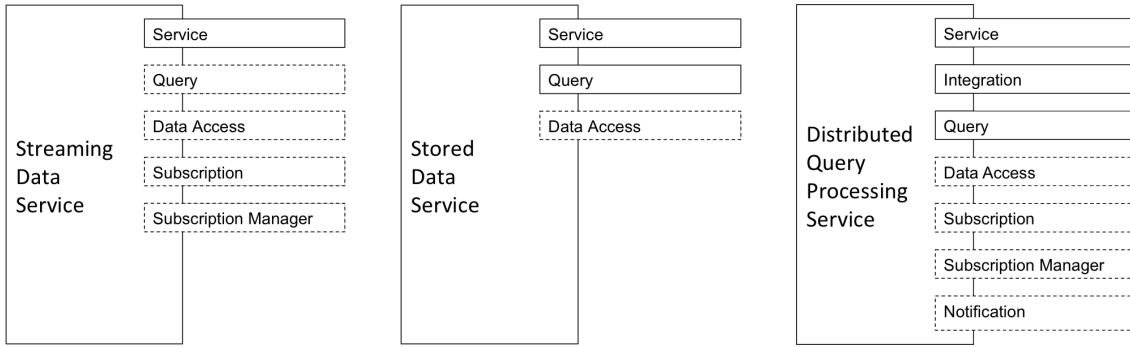 Streaming
Data
Service
Service
Query
Data Access
Subscription
Subscription Manager
Stored
Data
Service
Service
Query
Data Access
Distributed
Query
Processing
Service
Service
Integration
Query
Data Access
Subscription
Subscription Manager
Notification